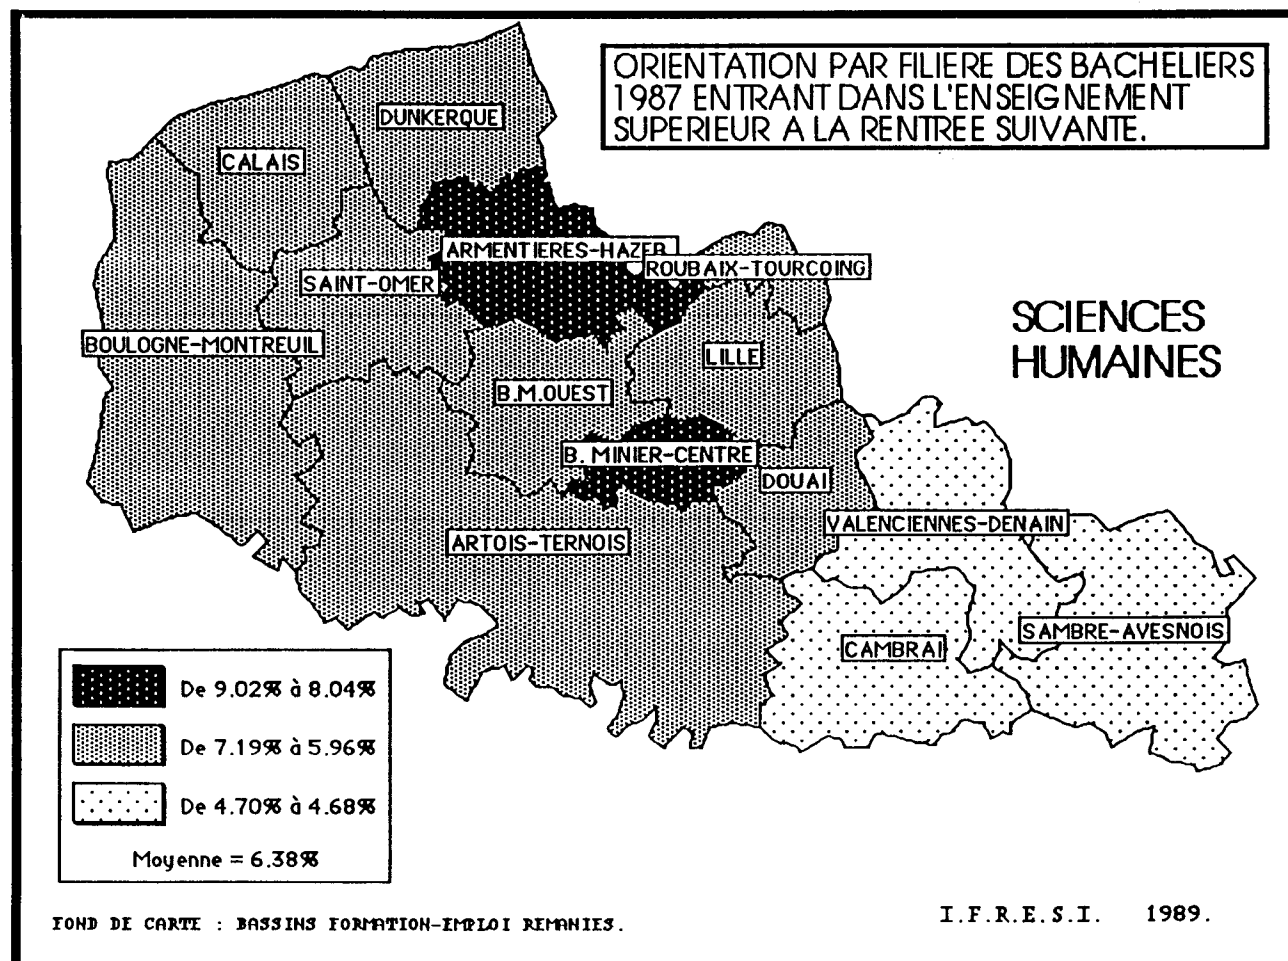 ORIENTATION PAR FILIERE DES BACHELIERS
1987 ENTRANT DANS L'ENSEIGNEMENT
SUPERIEUR A LA RENTREE SUIVANTE.
DUNKERQUE
CALAIS
ARMENTIERES-HAZEB.
ROUBAIX-TOURCOING
SAINT-OMER
SCIENCES
HUMAINES
BOULOGNE-MONTREUIL
LILLE
B.M.OUEST
B. MINIER-CENTRE
DOUAI
VALENCIENNES-DENAIN
ARTOIS-TERNOIS
SAMBRE-AVESNOIS
CAMBRAI
De 9.02% à 8.04%
De 7.19% à 5.96%
De 4.70% à 4.68%
Moyenne = 6.38%
FOND DE CARTE : BASSINS FORMATION-EMPLOI REMANIES.
I.F.R.E.S.I. 1989.